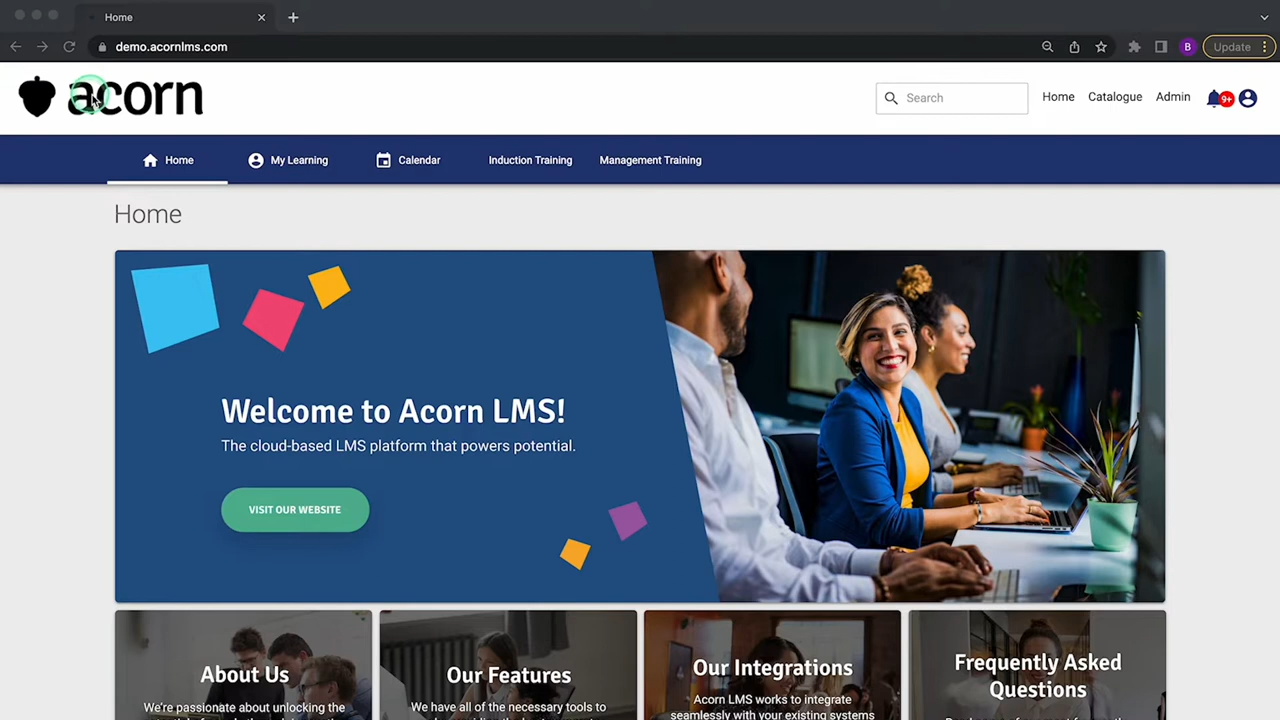 Home
demo.acornlms.com
B
Update
acorn
Search
Home
Catalogue
Admin
9+
Home
My Learning
Calendar
Induction Training
Management Training
Home
Welcome to Acorn LMS!
The cloud-based LMS platform that powers potential.
VISIT OUR WEBSITE
About Us
We're passionate about unlocking the
Our Features
We have all of the necessary tools to
Our Integrations
Acorn LMS works to integrate
seamlessly with your existing systems
Frequently Asked
Questions